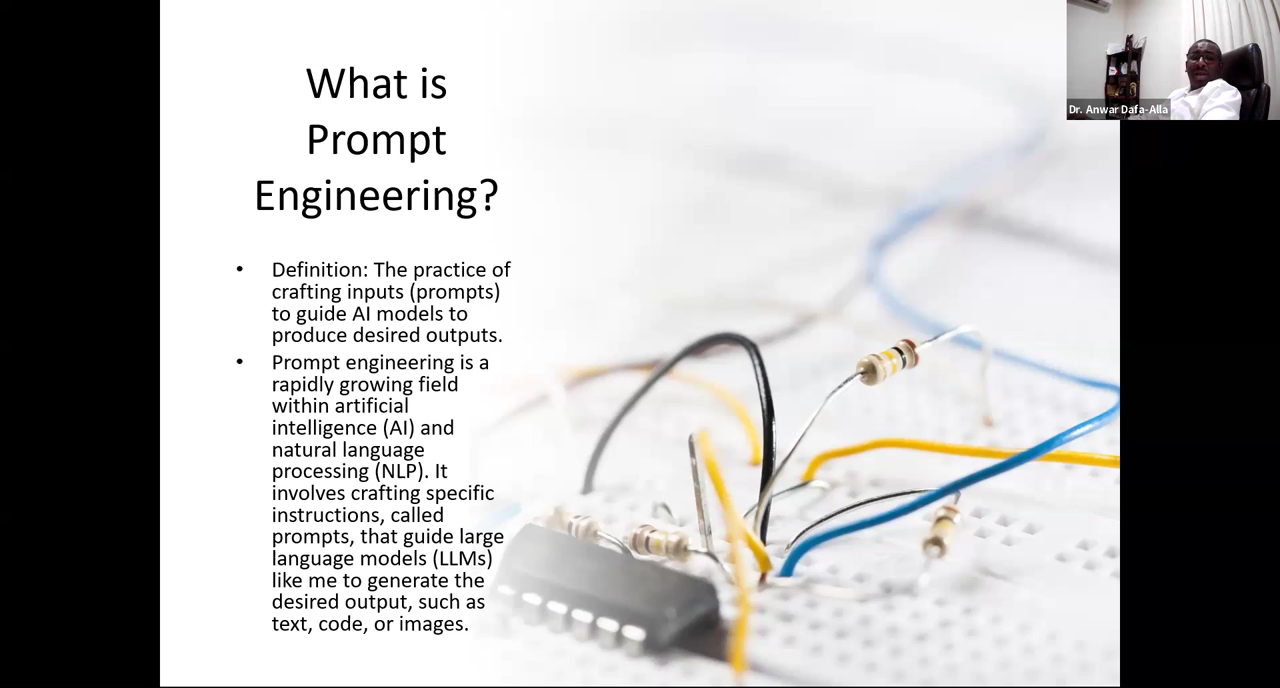 What is
Prompt
Engineering?
Dr. Anwar Dafa-Alla
• Definition: The practice of
crafting inputs (prompts)
to guide AI models to
produce desired outputs.
• Prompt engineering is a
rapidly growing field
within artificial
intelligence (AI) and
natural language
processing (NLP). It
involves crafting specific
instructions, called
prompts, that guide large
language models (LLMs)
like me to generate the
desired output, such as
text, code, or images.